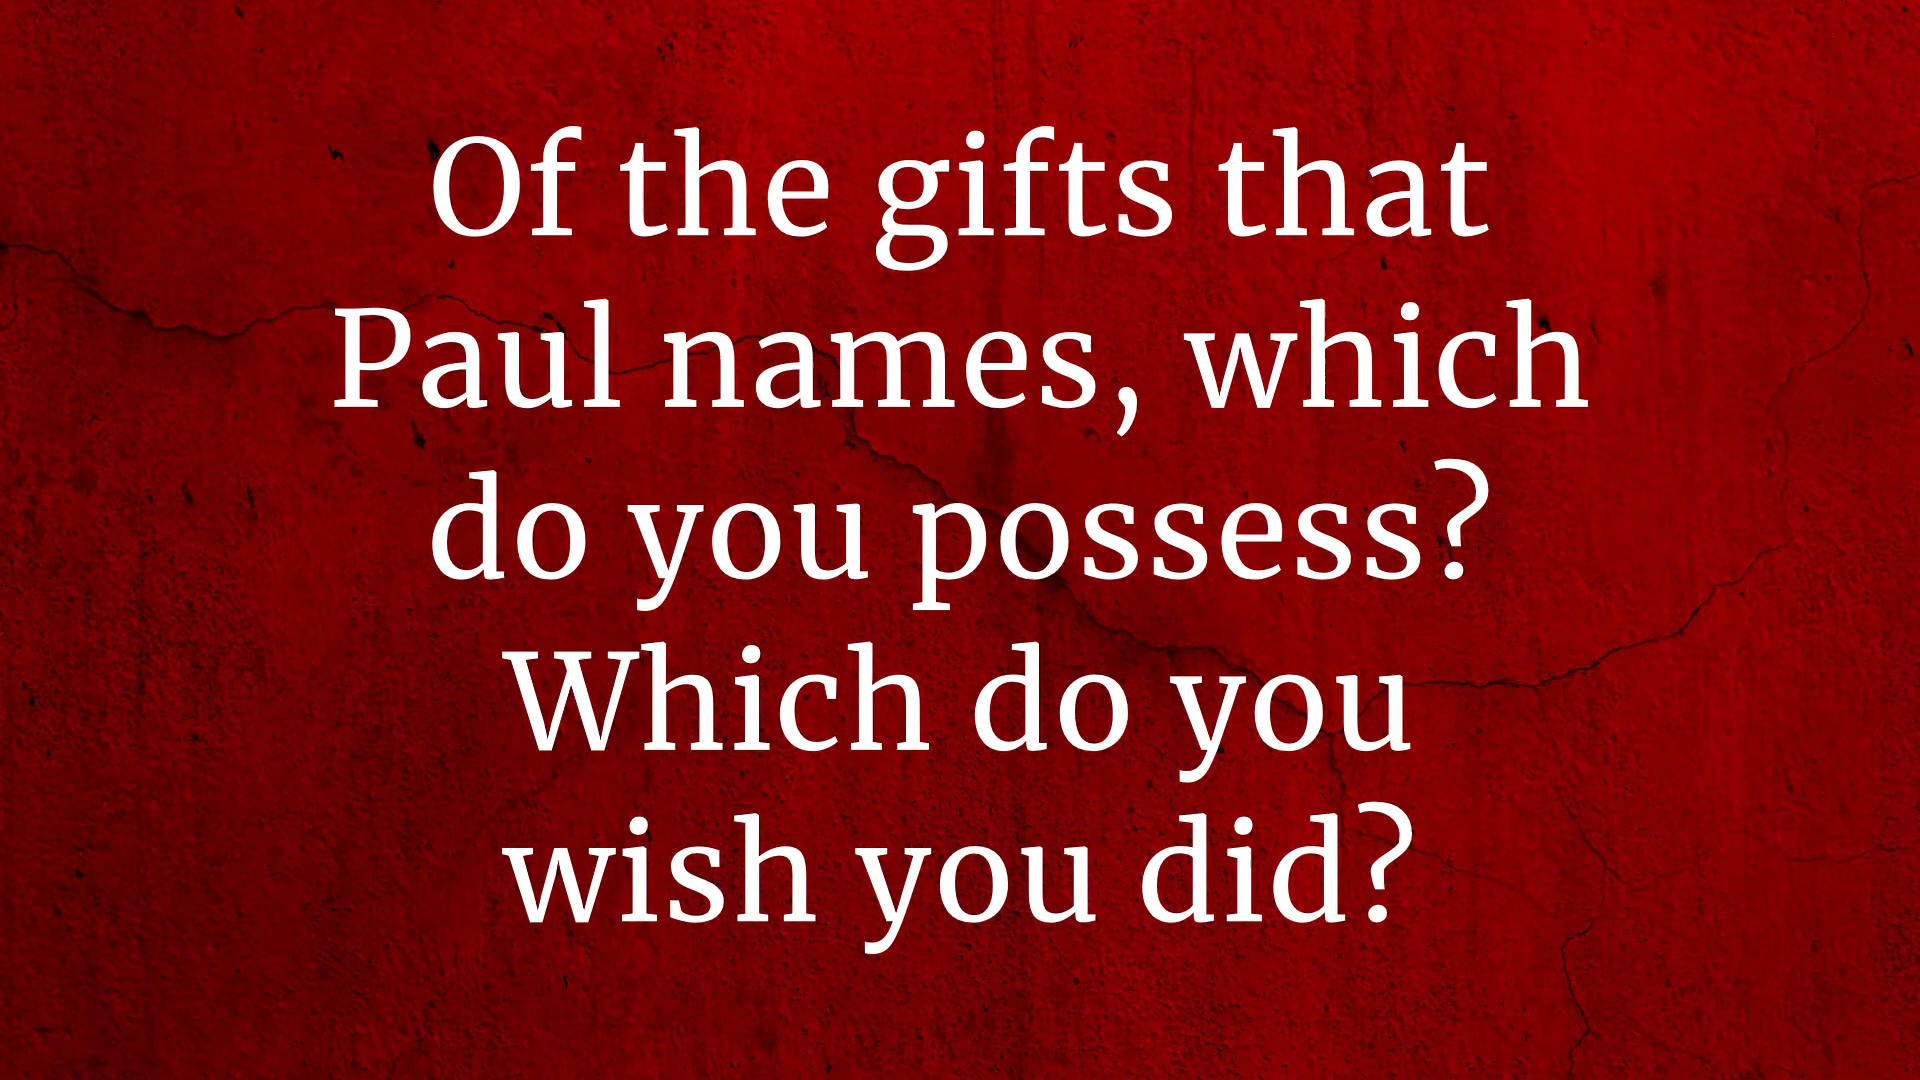 Of the gifts that
Paul names, which
do you possess?
Which do you
wish you did?